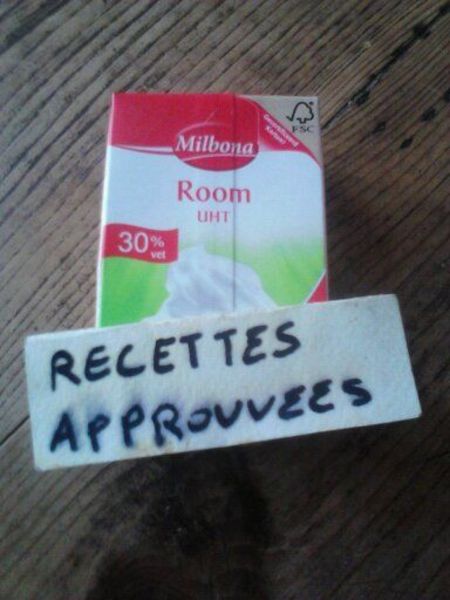 Milbona
FSC
Room
UHT
30%
vet
RECETTES
APPROUVEES